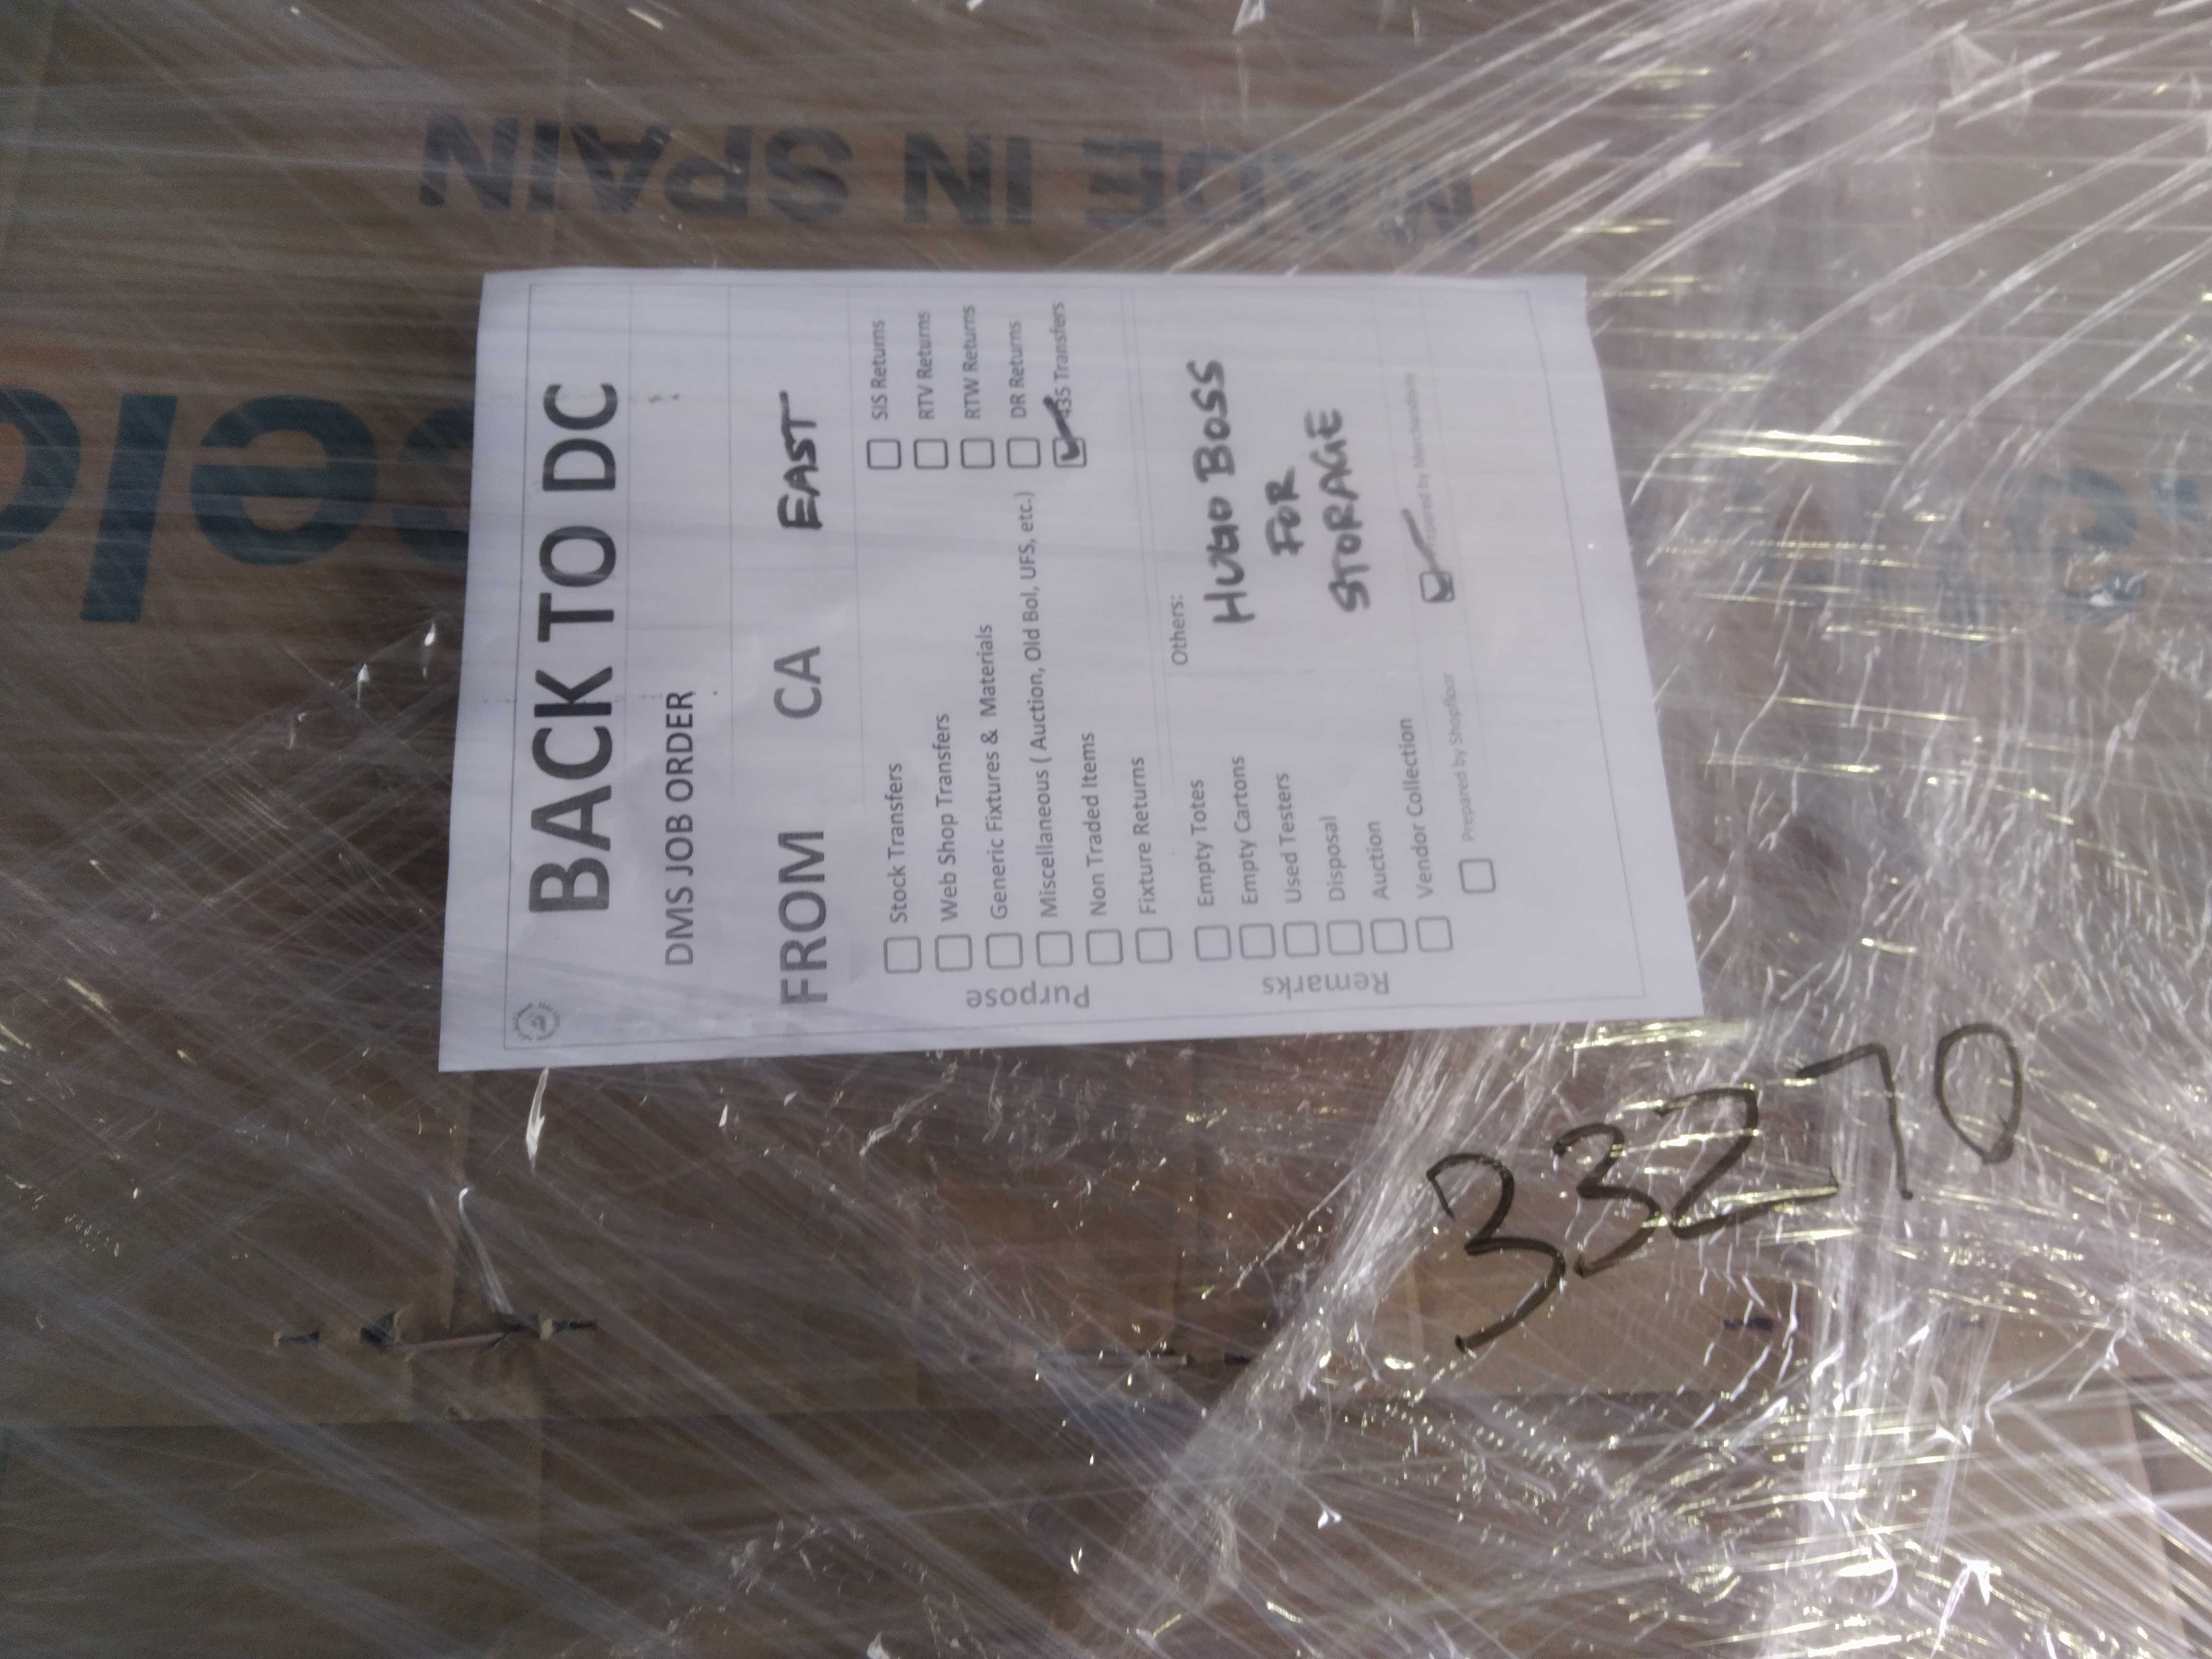 MADE IN SPAIN
BACK TO DC
DMS JOB ORDER
FROM CA EAST
Purpose
Stock Transfers
Web Shop Transfers
Generic Fixtures & Materials
Miscellaneous ( Auction, Old Bol, UFS, etc.)
Non Traded Items
Fixture Returns
SIS Returns
RTV Returns
RTW Returns
DR Returns
Transfers
Remarks
Empty Totes
Empty Cartons
Used Testers
Disposal
Auction
Vendor Collection
Others:
HUGO BOSS
FOR
STORAGE
Prepared by Shopfloor
by
33270